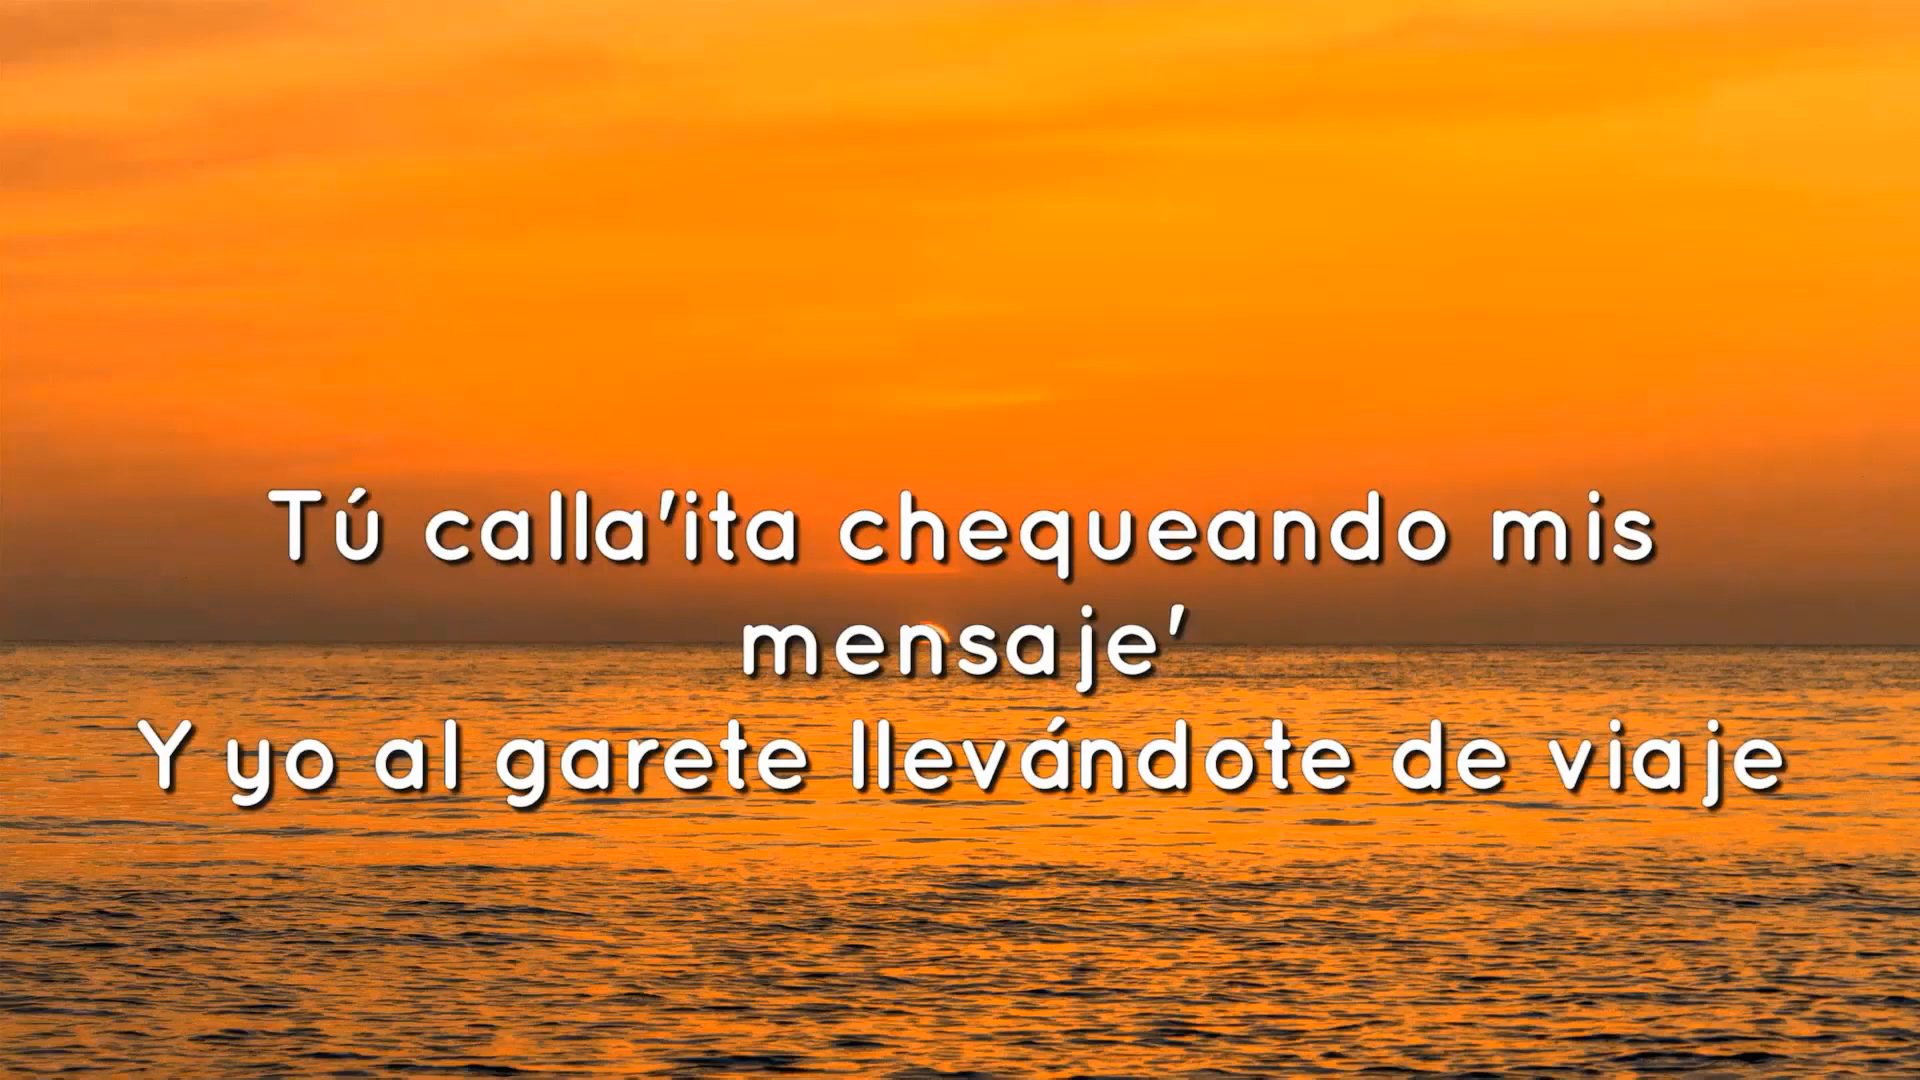 Tú calla'ita chequeando mis
mensaje'
Y yo al garete llevándote de viaje